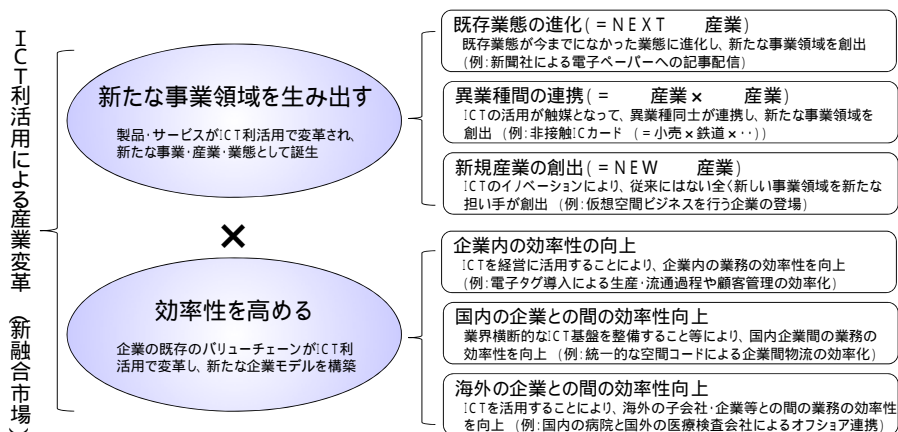 ICT利活用による産業変革 (新融合市場)
新たな事業領域を生み出す
製品・サービスがICT利活用で変革され、
新たな事業・産業・業態として誕生
×
効率性を高める
企業の既存のバリューチェーンがICT利
活用で変革し、新たな企業モデルを構築
既存業態の進化(=NEXT 産業)
既存業態が今までになかった業態に進化し、新たな事業領域を創出
(例:新聞社による電子ペーパーへの記事配信)
異業種間の連携(= 産業× 産業)
ICTの活用が触媒となって、異業種同士が連携し、新たな事業領域を
創出 (例:非接触ICカード (=小売×鉄道×・・))
新規産業の創出(=NEW 産業)
ICTのイノベーションにより、従来にはない全く新しい事業領域を新たな
担い手が創出 (例:仮想空間ビジネスを行う企業の登場)
企業内の効率性の向上
ICTを経営に活用することにより、企業内の業務の効率性を向上
(例:電子タグ導入による生産・流通過程や顧客管理の効率化)
国内の企業との間の効率性向上
業界横断的なICT基盤を整備すること等により、国内企業間の業務の
効率性を向上 (例:統一的な空間コードによる企業間物流の効率化)
海外の企業との間の効率性向上
ICTを活用することにより、海外の子会社・企業等との間の業務の効率性
を向上 (例:国内の病院と国外の医療検査会社によるオフショア連携)